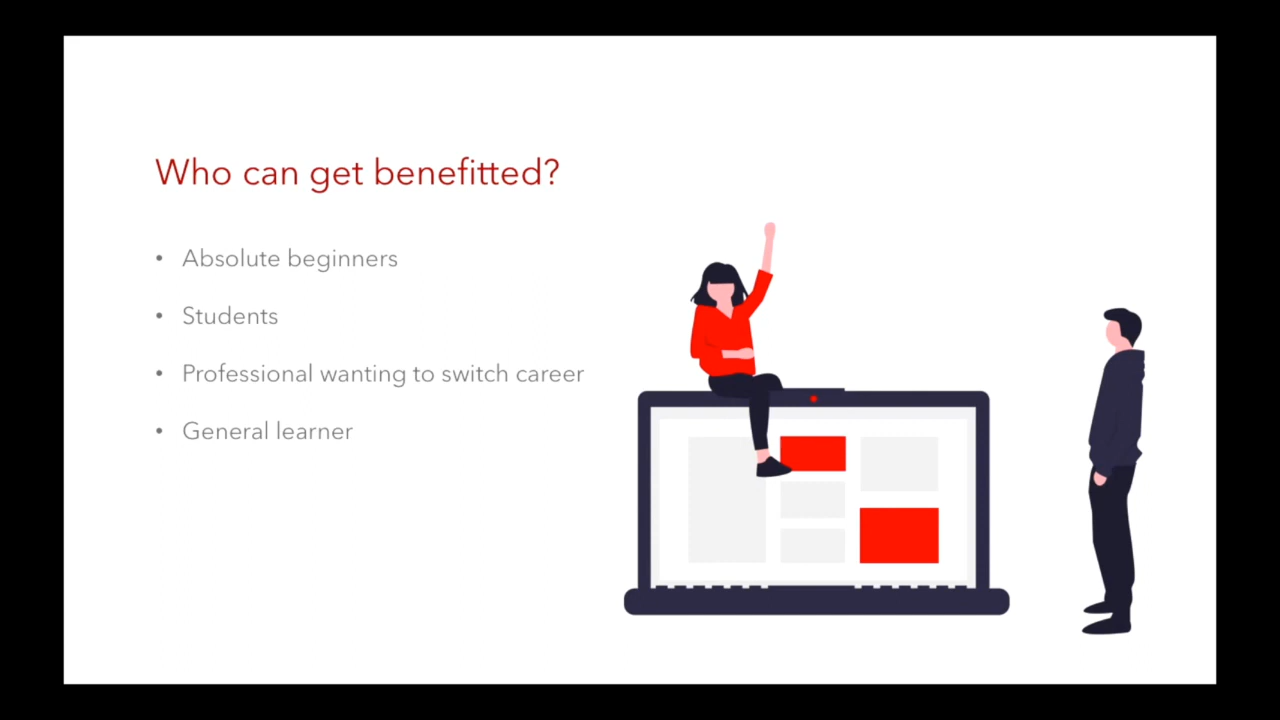 Who can get benefitted?
• Absolute beginners
• Students
• Professional wanting to switch career
• General learner